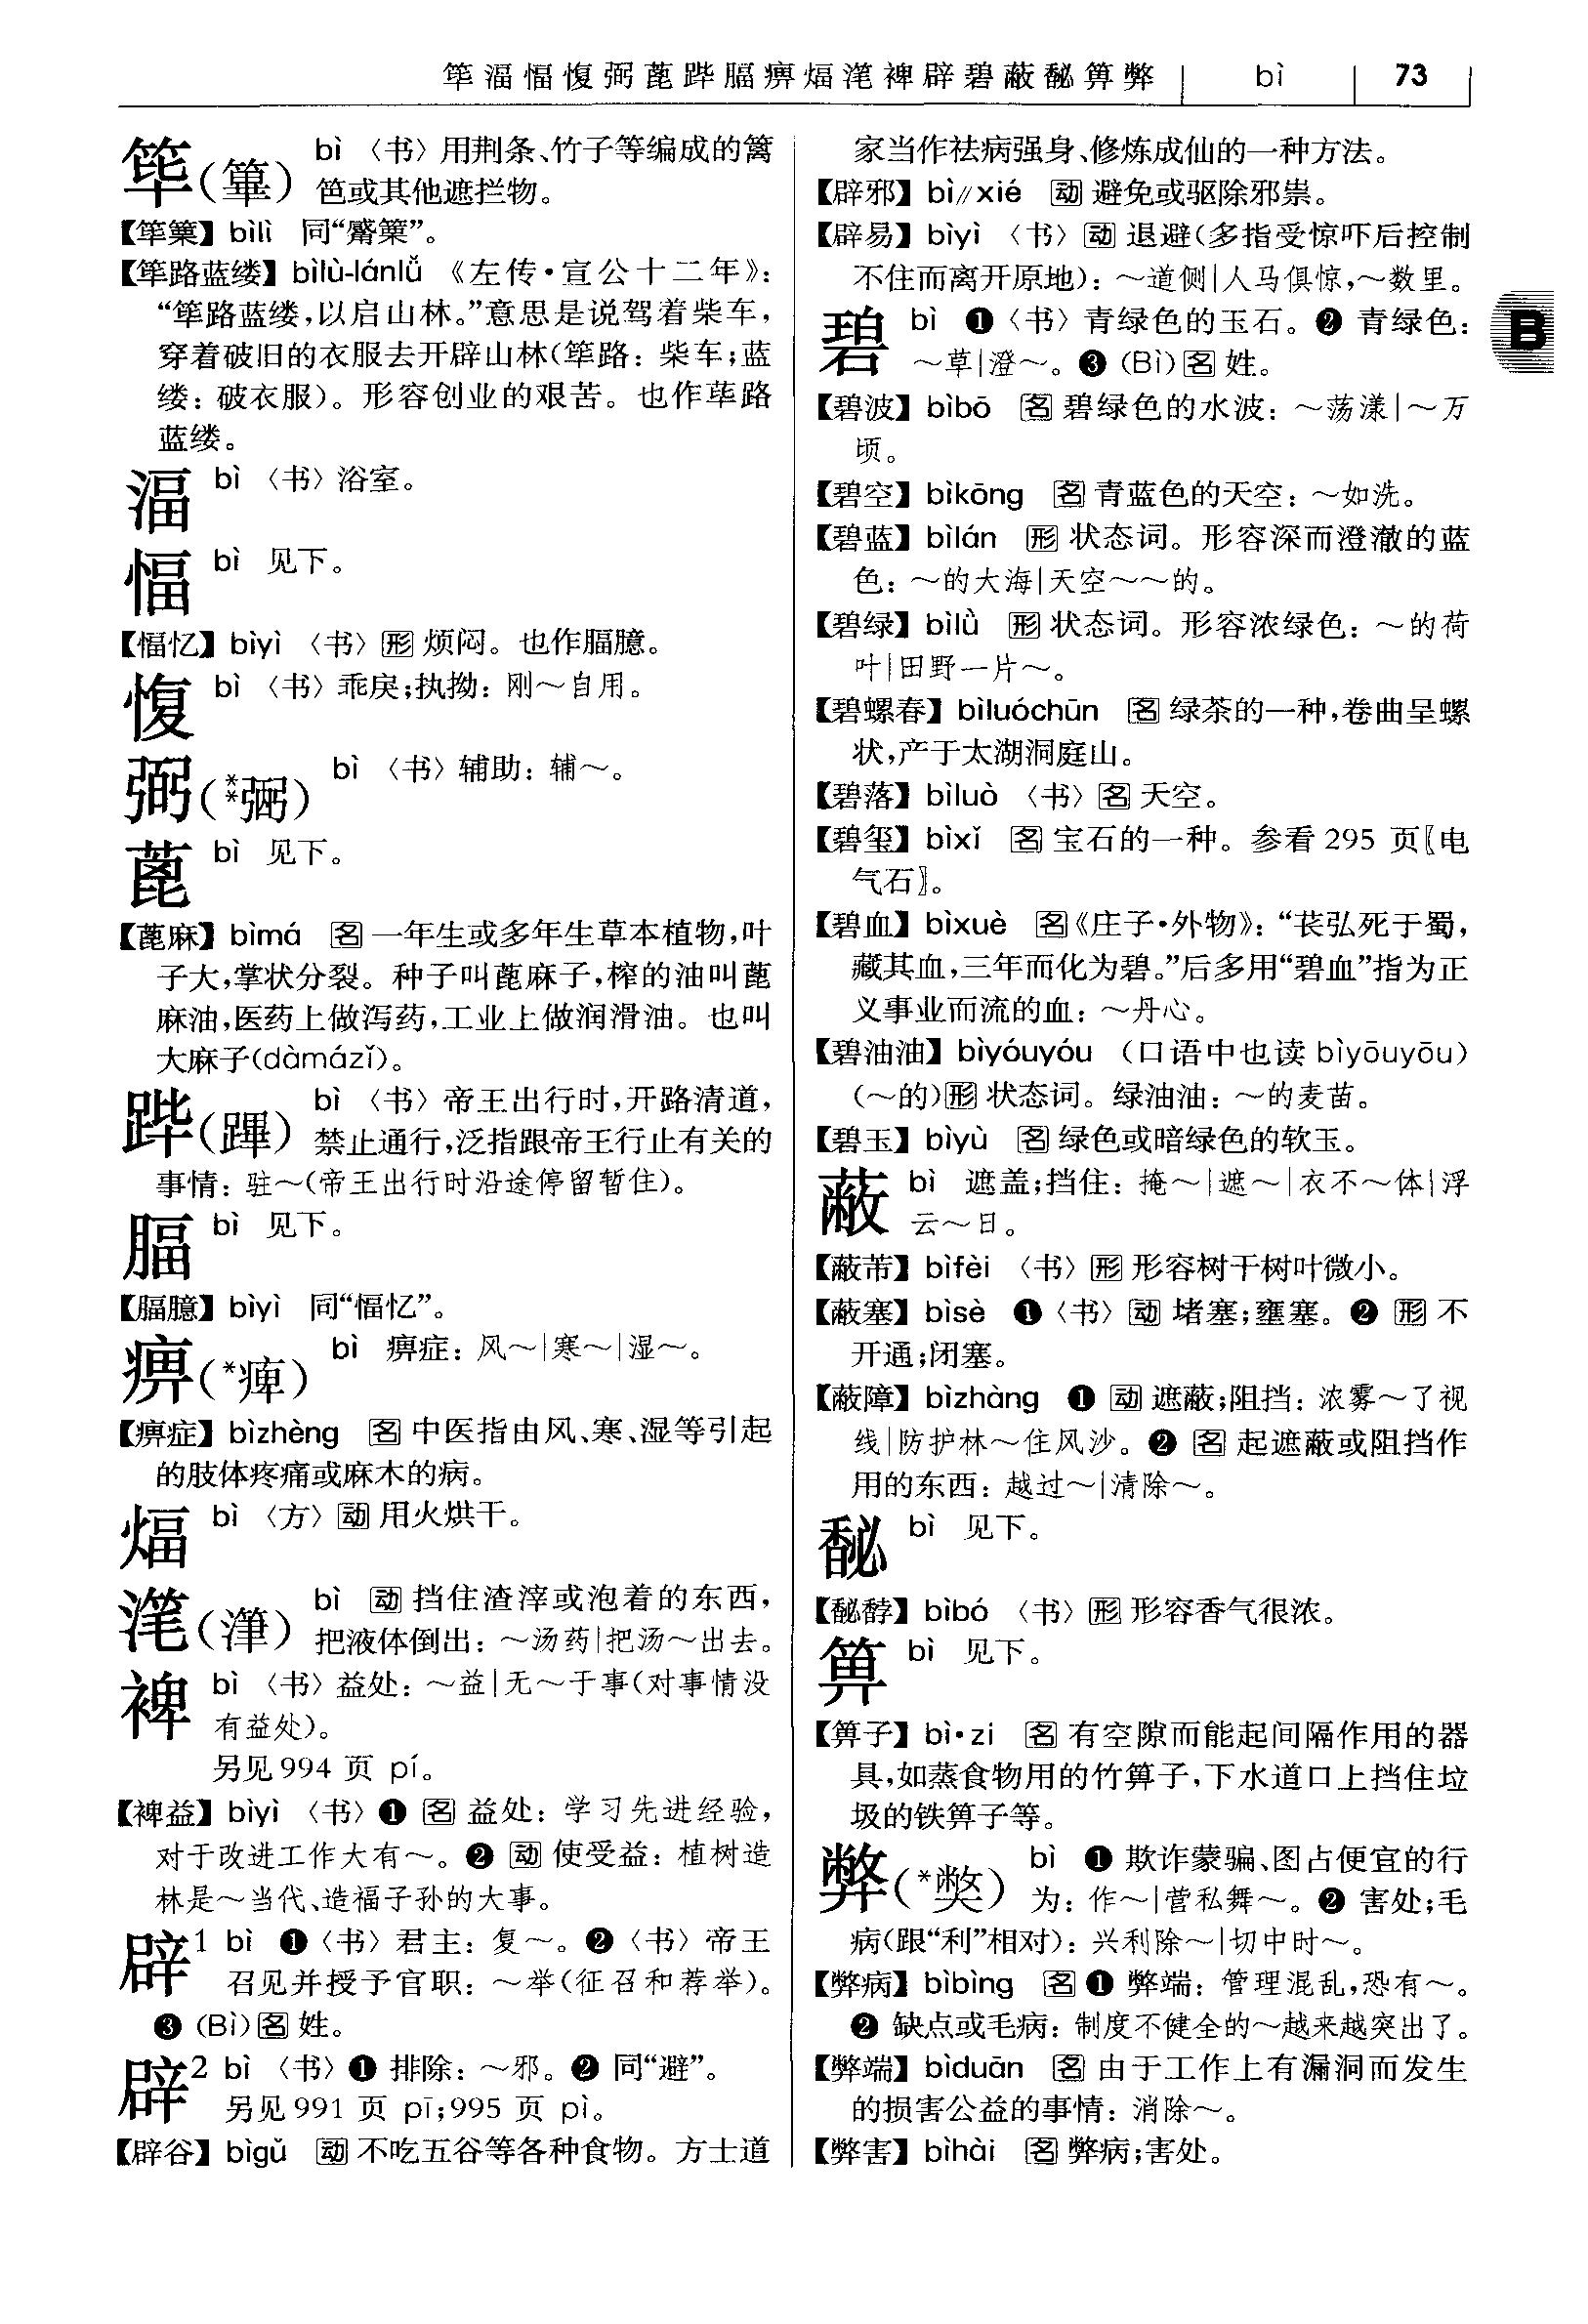 筚湢愊愎弼蓖跸腷痹煏滗裨辟碧蔽馝箅弊 bì 73
筚(篳) bì 〈书〉用荆条、竹子等编成的篱
笆或其他遮拦物。
【筚篥】bìlì 同“觱篥”。
【筚路蓝缕】bìlù-lánlǚ 《左传·宣公十二年》：
“筚路蓝缕，以启山林。”意思是说驾着柴车，
穿着破旧的衣服去开辟山林(筚路：柴车；蓝
缕：破衣服)。形容创业的艰苦。也作荜路
蓝缕。
湢 bì 〈书〉浴室。
愊 bì 见下。
【愊忆】bìyì 〈书〉形 烦闷。也作腷臆。
愎 bì 〈书〉乖戾；执拗：刚～自用。
弼(**弻) bì 〈书〉辅助：辅～。
蓖 bì 见下。
【蓖麻】bìmá 名 一年生或多年生草本植物，叶
子大，掌状分裂。种子叫蓖麻子，榨的油叫蓖
麻油，医药上做泻药，工业上做润滑油。也叫
大麻子(dàmázǐ)。
跸(蹕) bì 〈书〉帝王出行时，开路清道，
禁止通行，泛指跟帝王行止有关的
事情：驻～(帝王出行时沿途停留暂住)。
腷 bì 见下。
【腷臆】bìyì 同“愊忆”。
痹(*痺) bì 痹症：风～|寒～|湿～。
【痹症】bìzhèng 名 中医指由风、寒、湿等引起
的肢体疼痛或麻木的病。
煏 bì 〈方〉动 用火烘干。
滗(潷) bì 动 挡住渣滓或泡着的东西，
把液体倒出：～汤药|把汤～出去。
裨 bì 〈书〉益处：～益|无～于事(对事情没
有益处)。
另见994 页 pí。
【裨益】bìyì 〈书〉❶ 名 益处：学习先进经验，
对于改进工作大有～。❷ 动 使受益：植树造
林是～当代、造福子孙的大事。
辟1 bì ❶〈书〉君主：复～。❷〈书〉帝王
召见并授予官职：～举(征召和荐举)。
❸ (Bì)名 姓。
辟2 bì 〈书〉❶ 排除：～邪。❷ 同“避”。
另见991 页 pī；995 页 pì。
【辟谷】bìgǔ 动 不吃五谷等各种食物。方士道
家当作祛病强身、修炼成仙的一种方法。
【辟邪】bì//xié 动 避免或驱除邪祟。
【辟易】bìyì 〈书〉动 退避(多指受惊吓后控制
不住而离开原地)：～道侧|人马俱惊，～数里。
碧 bì ❶〈书〉青绿色的玉石。❷ 青绿色：
～草|澄～。❸ (Bì)名 姓。
B
【碧波】bìbō 名 碧绿色的水波：～荡漾|～万
顷。
【碧空】bìkōng 名 青蓝色的天空：～如洗。
【碧蓝】bìlán 形 状态词。形容深而澄澈的蓝
色：～的大海|天空～～的。
【碧绿】bìlǜ 形 状态词。形容浓绿色：～的荷
叶|田野一片～。
【碧螺春】bìluóchūn 名 绿茶的一种，卷曲呈螺
状，产于太湖洞庭山。
【碧落】bìluò 〈书〉名 天空。
【碧玺】bìxǐ 名 宝石的一种。参看 295 页〖电
气石〗。
【碧血】bìxuè 名《庄子·外物》：“苌弘死于蜀，
藏其血，三年而化为碧。”后多用“碧血”指为正
义事业而流的血：～丹心。
【碧油油】bìyóuyóu （口语中也读 bìyōuyōu）
(～的)形 状态词。绿油油：～的麦苗。
【碧玉】bìyù 名 绿色或暗绿色的软玉。
蔽 bì 遮盖；挡住：掩～|遮～|衣不～体|浮
云～日。
【蔽芾】bìfèi 〈书〉形 形容树干树叶微小。
【蔽塞】bìsè ❶〈书〉动 堵塞；壅塞。❷ 形 不
开通；闭塞。
【蔽障】bìzhàng ❶ 动 遮蔽；阻挡：浓雾～了视
线|防护林～住风沙。❷ 名 起遮蔽或阻挡作
用的东西：越过～|清除～。
馝 bì 见下。
【馝馞】bìbó 〈书〉形 形容香气很浓。
箅 bì 见下。
【箅子】bì·zi 名 有空隙而能起间隔作用的器
具，如蒸食物用的竹箅子，下水道口上挡住垃
圾的铁箅子等。
弊(*獘) bì ❶ 欺诈蒙骗、图占便宜的行
为：作～|营私舞～。❷ 害处；毛
病(跟“利”相对)：兴利除～|切中时～。
【弊病】bìbìng 名 ❶ 弊端：管理混乱，恐有～。
❷ 缺点或毛病：制度不健全的～越来越突出了。
【弊端】bìduān 名 由于工作上有漏洞而发生
的损害公益的事情：消除～。
【弊害】bìhài 名 弊病；害处。